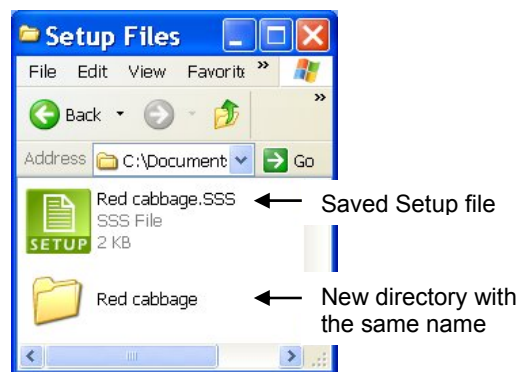 Setup Files
File Edit View Favorit »
Back »
Address C:\Document Go
Red cabbage.SSS
SSS File
2 KB
SETUP
Saved Setup file
Red cabbage
New directory with
the same name